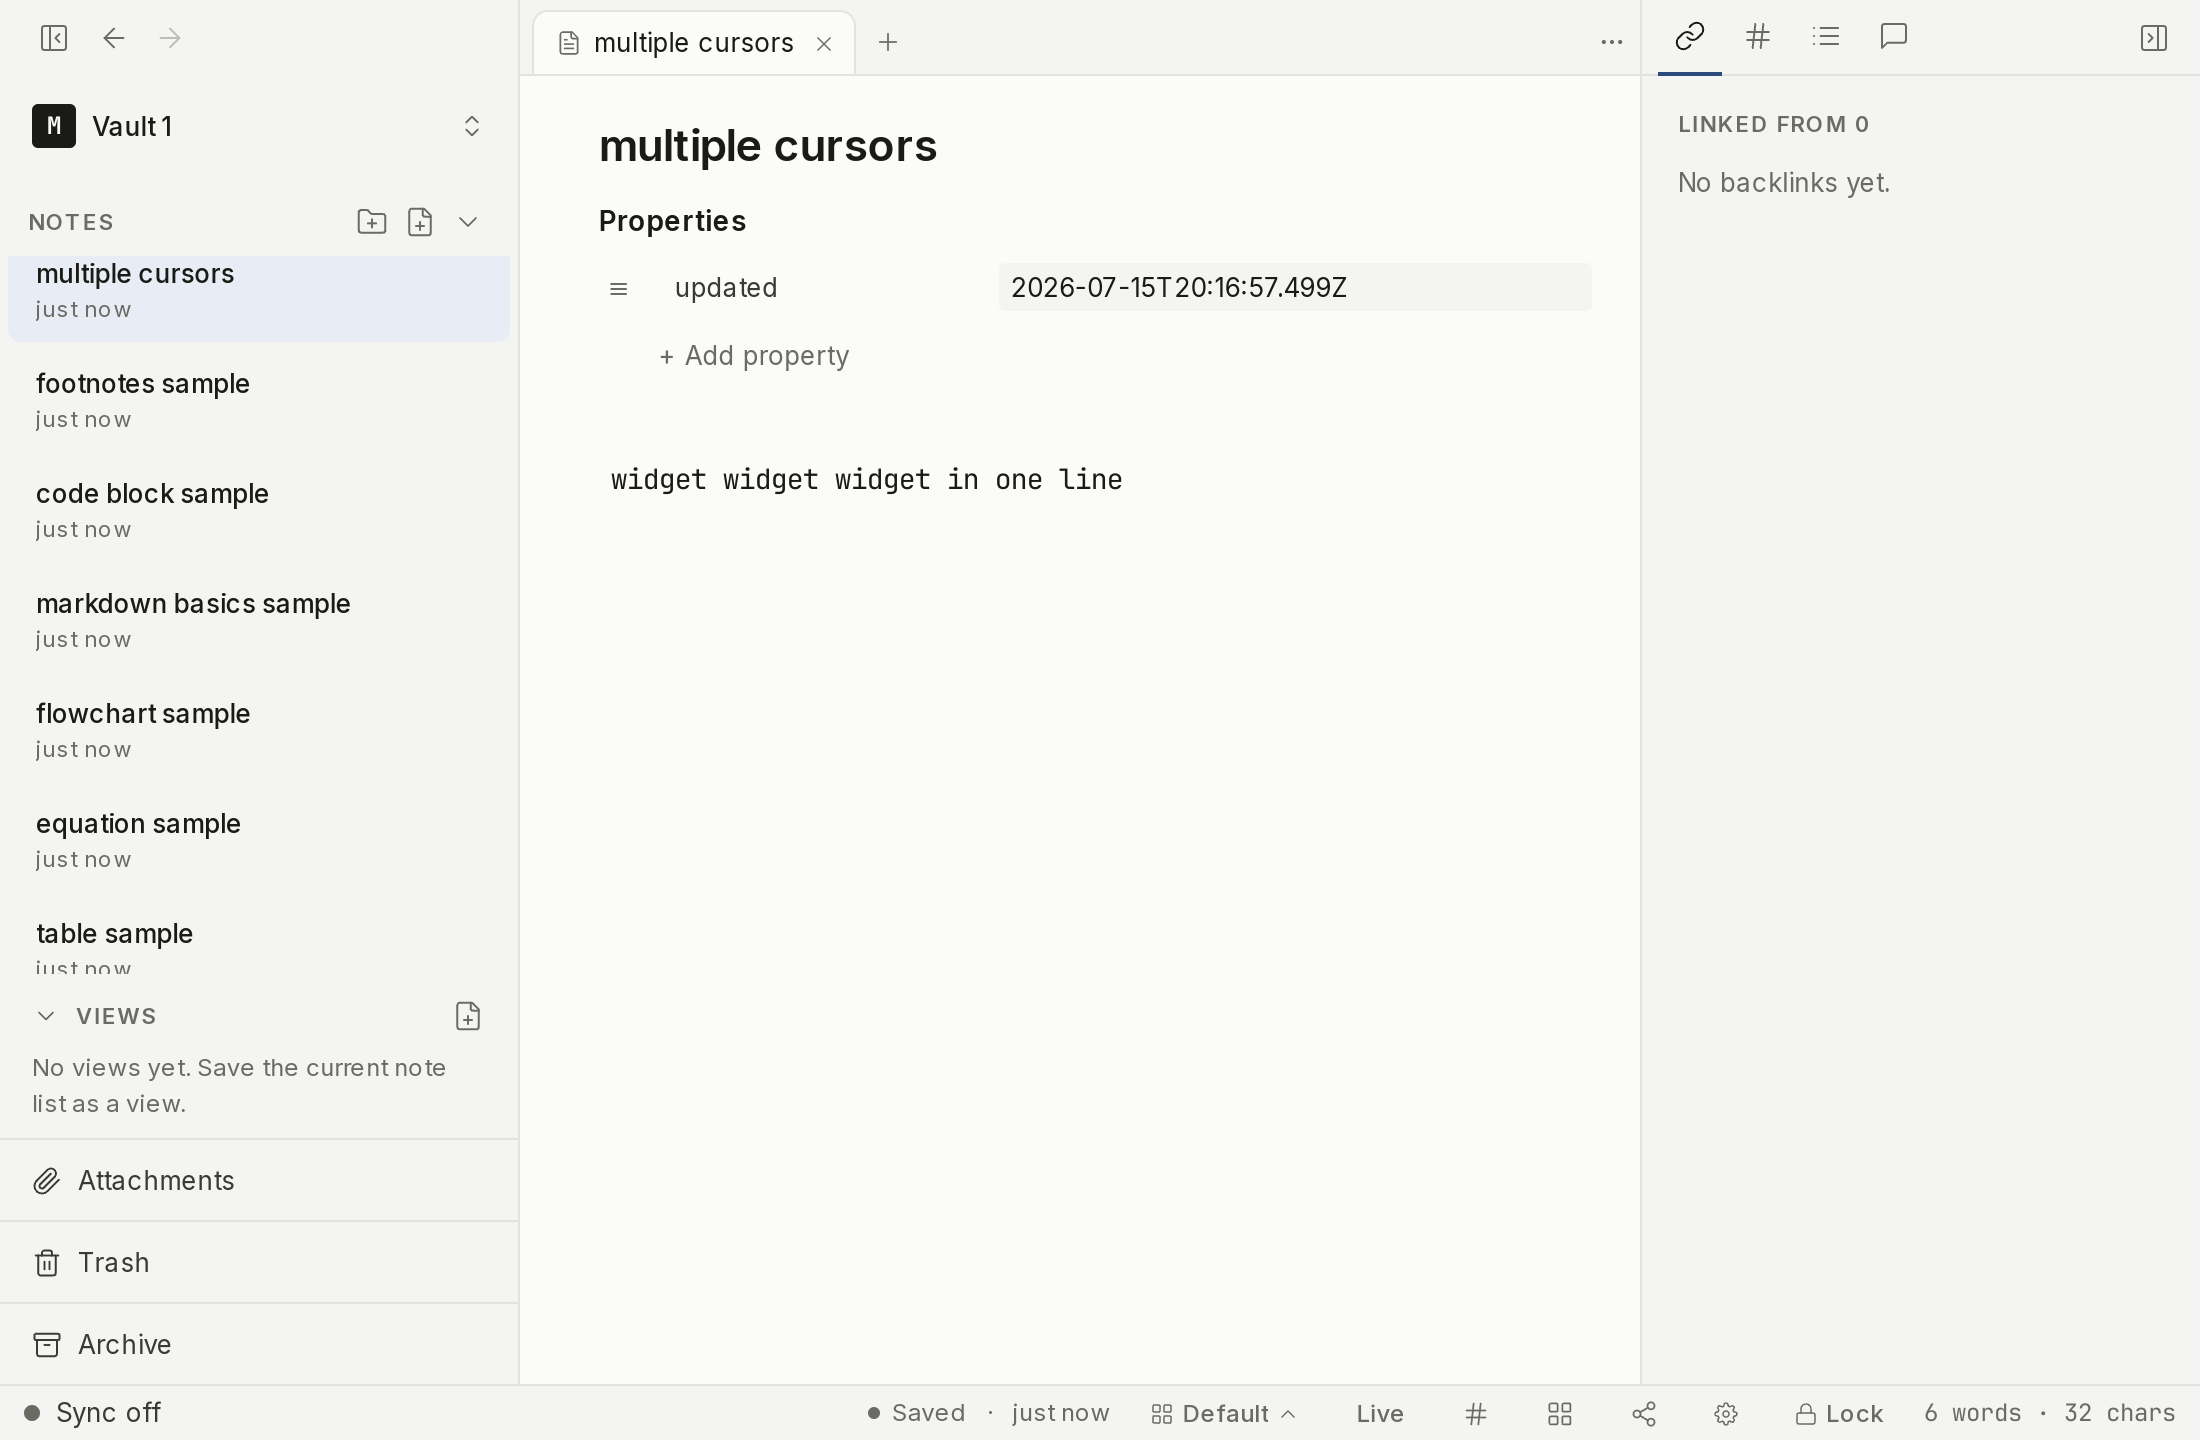 multiple cursors
M Vault 1
NOTES
multiple cursors
just now
footnotes sample
just now
code block sample
just now
markdown basics sample
just now
flowchart sample
just now
equation sample
just now
table sample
just now
VIEWS
No views yet. Save the current note
list as a view.
Attachments
Trash
Archive
multiple cursors
Properties
updated 2026-07-15T20:16:57.499Z
+ Add property
widget widget widget in one line
LINKED FROM 0
No backlinks yet.
Sync off
Saved · just now Default Live Lock 6 words · 32 chars